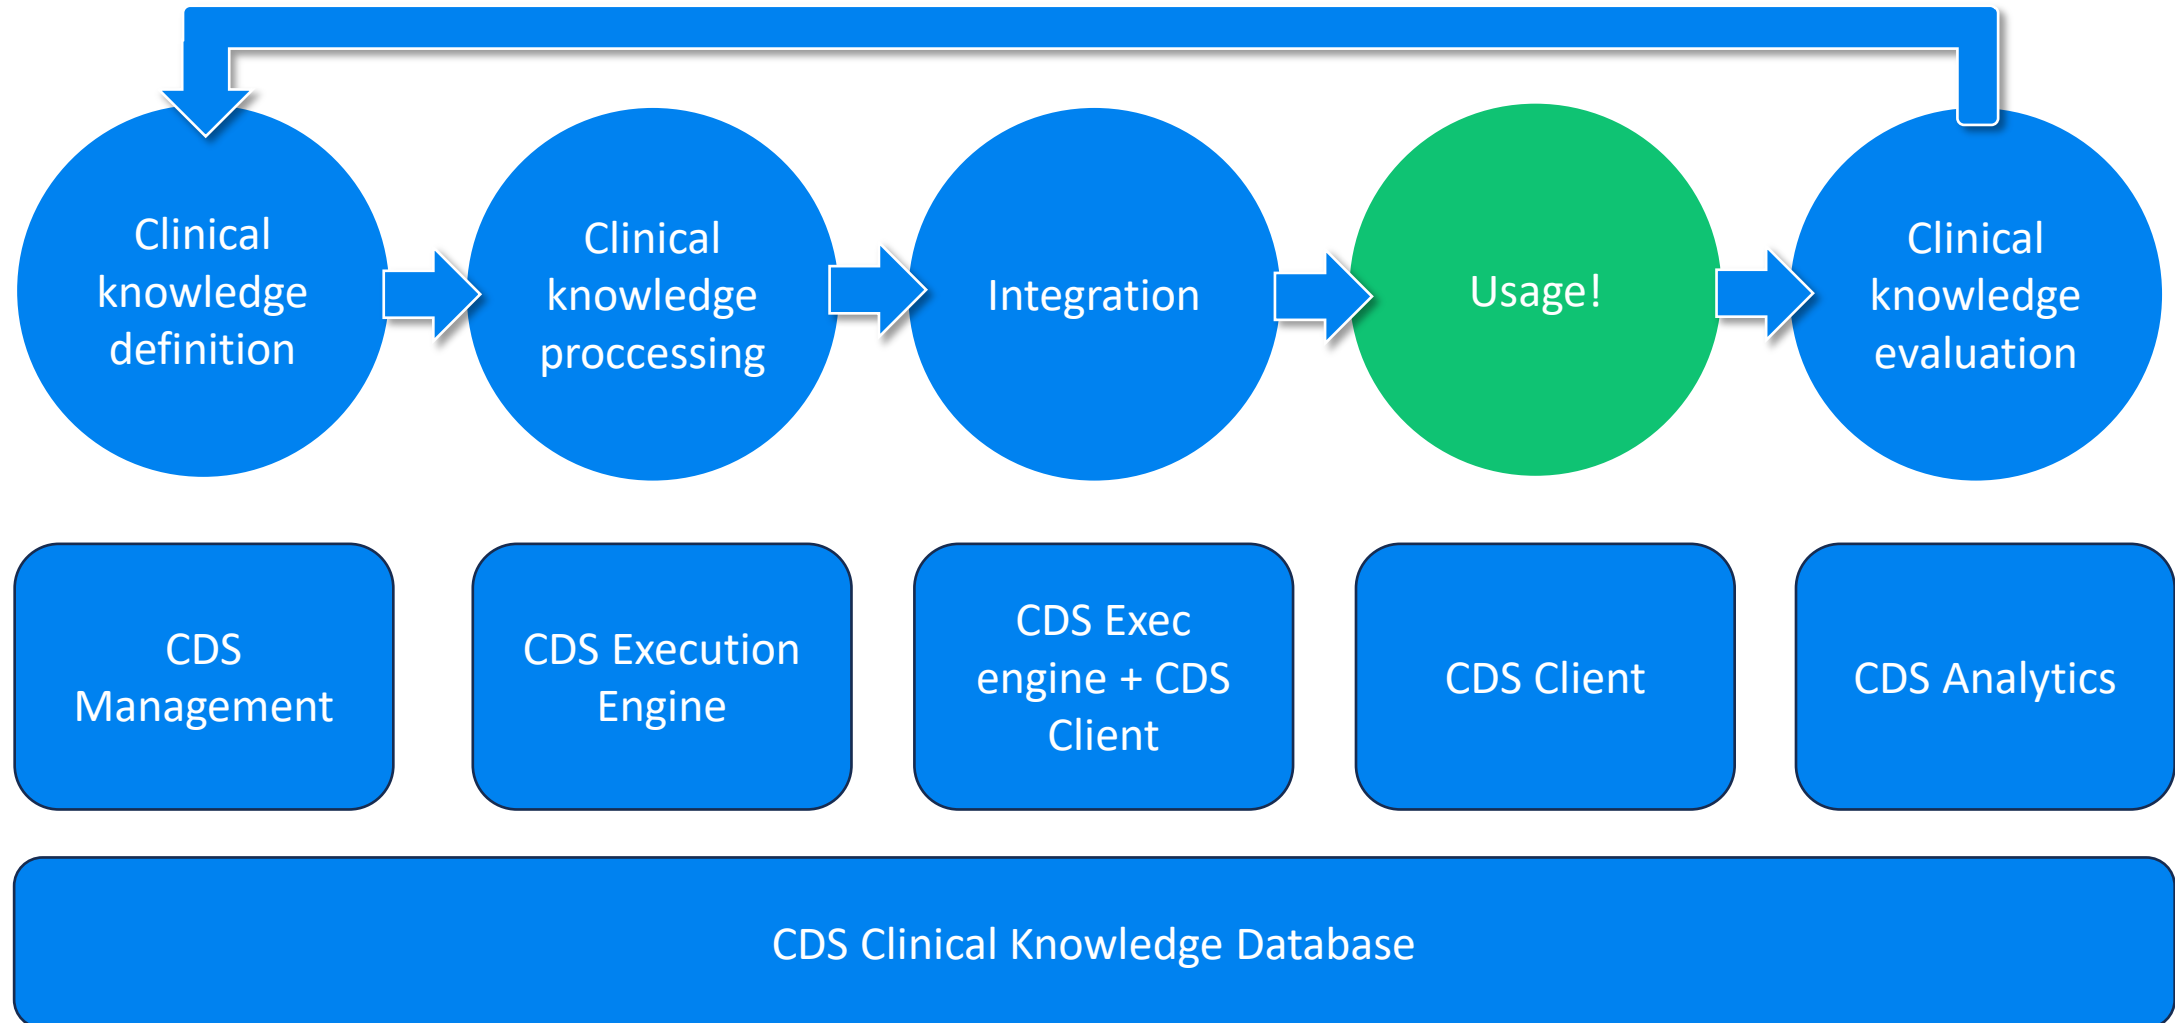 Clinical
knowledge
definition
Clinical
knowledge
proccessing
Integration
Usage!
Clinical
knowledge
evaluation
CDS
Management
CDS Execution
Engine
CDS Exec
engine + CDS
Client
CDS Client
CDS Analytics
CDS Clinical Knowledge Database